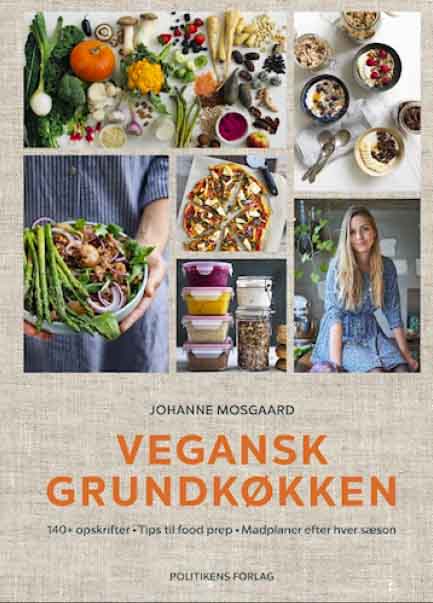 JOHANNE MOSGAARD
VEGANSK
GRUNDKØKKEN
140+ opskrifter • Tips til food prep • Madplaner efter hver sæson
POLITIKENS FORLAG